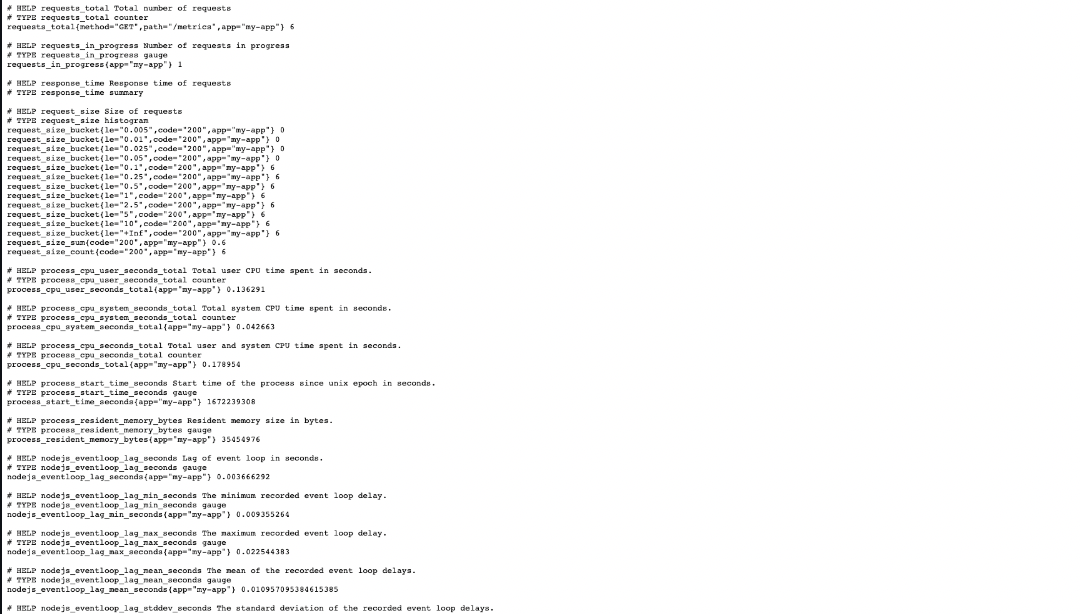 # HELP requests_total Total number of requests
# TYPE requests_total counter
requests_total{method="GET",path="/metrics",app="my-app"} 6
# HELP requests_in_progress Number of requests in progress
# TYPE requests_in_progress gauge
requests_in_progress{app="my-app"} 1
# HELP response_time Response time of requests
# TYPE response_time summary
# HELP request_size Size of requests
# TYPE request_size histogram
request_size_bucket{le="0.005",code="200",app="my-app"} 0
request_size_bucket{le="0.01",code="200",app="my-app"} 0
request_size_bucket{le="0.025",code="200",app="my-app"} 0
request_size_bucket{le="0.05",code="200",app="my-app"} 0
request_size_bucket{le="0.1",code="200",app="my-app"} 6
request_size_bucket{le="0.25",code="200",app="my-app"} 6
request_size_bucket{le="0.5",code="200",app="my-app"} 6
request_size_bucket{le="1",code="200",app="my-app"} 6
request_size_bucket{le="2.5",code="200",app="my-app"} 6
request_size_bucket{le="5",code="200",app="my-app"} 6
request_size_bucket{le="10",code="200",app="my-app"} 6
request_size_bucket{le="+Inf",code="200",app="my-app"} 6
request_size_sum{code="200",app="my-app"} 0.6
request_size_count{code="200",app="my-app"} 6
# HELP process_cpu_user_seconds_total Total user CPU time spent in seconds.
# TYPE process_cpu_user_seconds_total counter
process_cpu_user_seconds_total{app="my-app"} 0.136291
# HELP process_cpu_system_seconds_total Total system CPU time spent in seconds.
# TYPE process_cpu_system_seconds_total counter
process_cpu_system_seconds_total{app="my-app"} 0.042663
# HELP process_cpu_seconds_total Total user and system CPU time spent in seconds.
# TYPE process_cpu_seconds_total counter
process_cpu_seconds_total{app="my-app"} 0.178954
# HELP process_start_time_seconds Start time of the process since unix epoch in seconds.
# TYPE process_start_time_seconds gauge
process_start_time_seconds{app="my-app"} 1672239308
# HELP process_resident_memory_bytes Resident memory size in bytes.
# TYPE process_resident_memory_bytes gauge
process_resident_memory_bytes{app="my-app"} 35454976
# HELP nodejs_eventloop_lag_seconds Lag of event loop in seconds.
# TYPE nodejs_eventloop_lag_seconds gauge
nodejs_eventloop_lag_seconds{app="my-app"} 0.003666292
# HELP nodejs_eventloop_lag_min_seconds The minimum recorded event loop delay.
# TYPE nodejs_eventloop_lag_min_seconds gauge
nodejs_eventloop_lag_min_seconds{app="my-app"} 0.009355264
# HELP nodejs_eventloop_lag_max_seconds The maximum recorded event loop delay.
# TYPE nodejs_eventloop_lag_max_seconds gauge
nodejs_eventloop_lag_max_seconds{app="my-app"} 0.022544383
# HELP nodejs_eventloop_lag_mean_seconds The mean of the recorded event loop delays.
# TYPE nodejs_eventloop_lag_mean_seconds gauge
nodejs_eventloop_lag_mean_seconds{app="my-app"} 0.010957095384615385
# HELP nodejs_eventloop_lag_stddev_seconds The standard deviation of the recorded event loop delays.